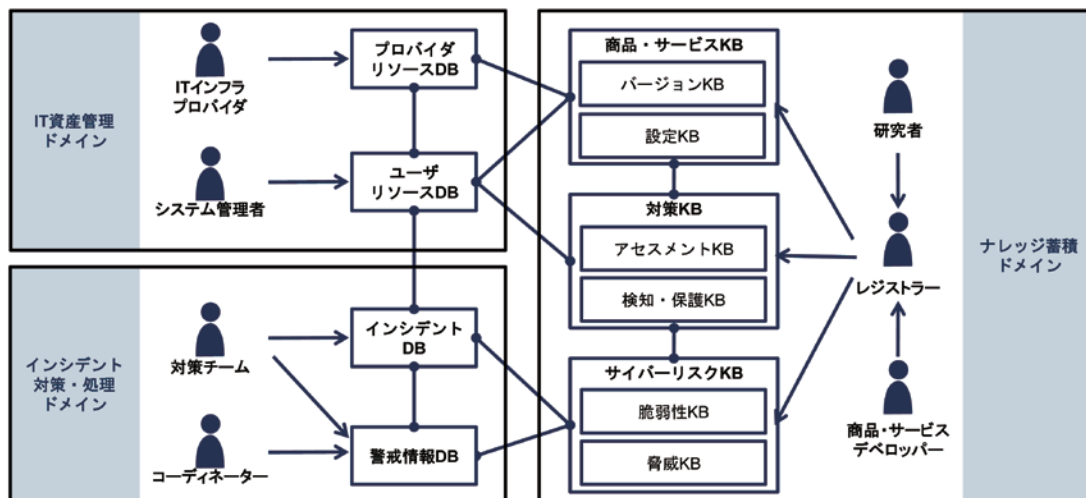 IT資産管理
ドメイン
ITインフラ
プロバイダ
システム管理者
プロバイダ
リソースDB
ユーザ
リソースDB
インシデント
対策・処理
ドメイン
対策チーム
コーディネーター
インシデント
DB
警戒情報DB
商品・サービスKB
バージョンKB
設定KB
対策KB
アセスメントKB
検知・保護KB
サイバーリスクKB
脆弱性KB
脅威KB
研究者
レジストラー
商品・サービス
デベロッパー
ナレッジ蓄積
ドメイン